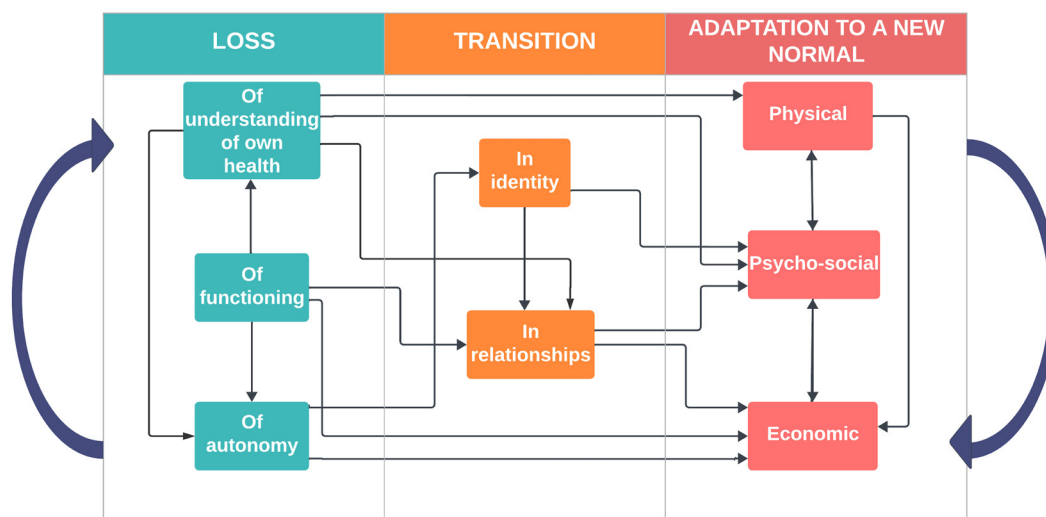 LOSS
TRANSITION
ADAPTATION TO A NEW
NORMAL
Of
understanding
of own
health
Physical
In
identity
Of
functioning
Psycho-social
In
relationships
Of
autonomy
Economic